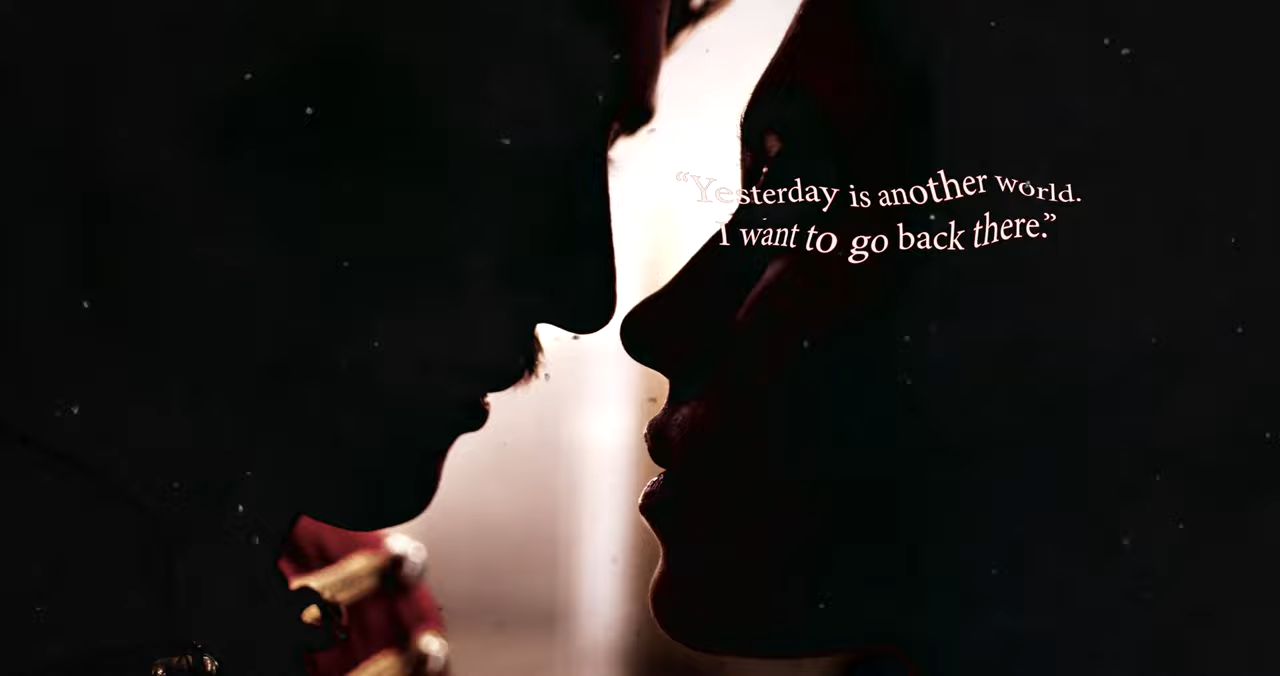 “Yesterday is another world.
I want to go back there.”